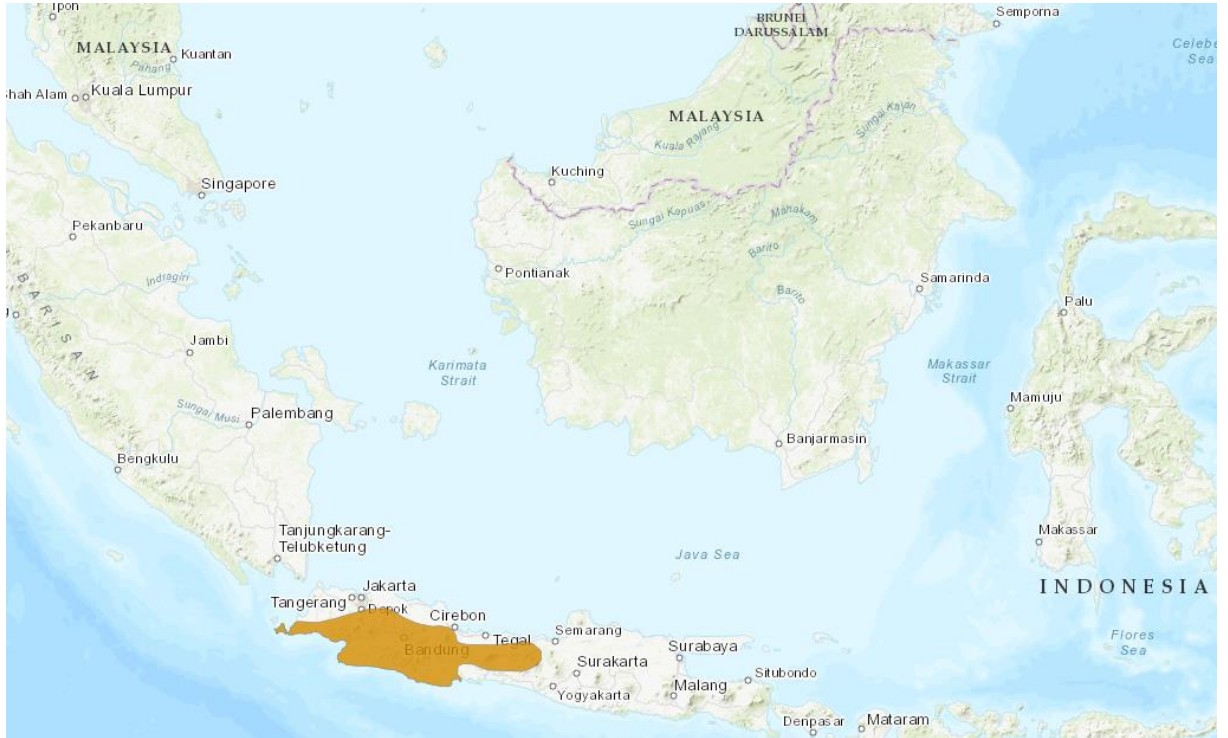 Ipon
MALAYSIA
Kuantan
Pahang
Shah Alam
Kuala Lumpur
Singapore
Pekanbaru
Indragiri
BARISAN
Jambi
Sungai Musi
Palembang
Bengkulu
Tanjungkarang-
Telubketung
BRUNEI
DARUSSALAM
Semporna
Celebe
Sea
MALAYSIA
Kuala Rajang
Sungai Kajan
Kuching
Sungai Kapuas
Mahakam
Barito
Barito
Pontianak
Samarinda
Palu
Karimata
Strait
Makassar
Strait
Mamuju
Banjarmasin
Makassar
Java Sea
INDONESIA
Flores
Sea
Jakarta
Tangerang
Depok
Cirebon
Bandung
Tegal
Semarang
Surakarta
Yogyakarta
Surabaya
Malang
Situbondo
Denpasar
Mataram